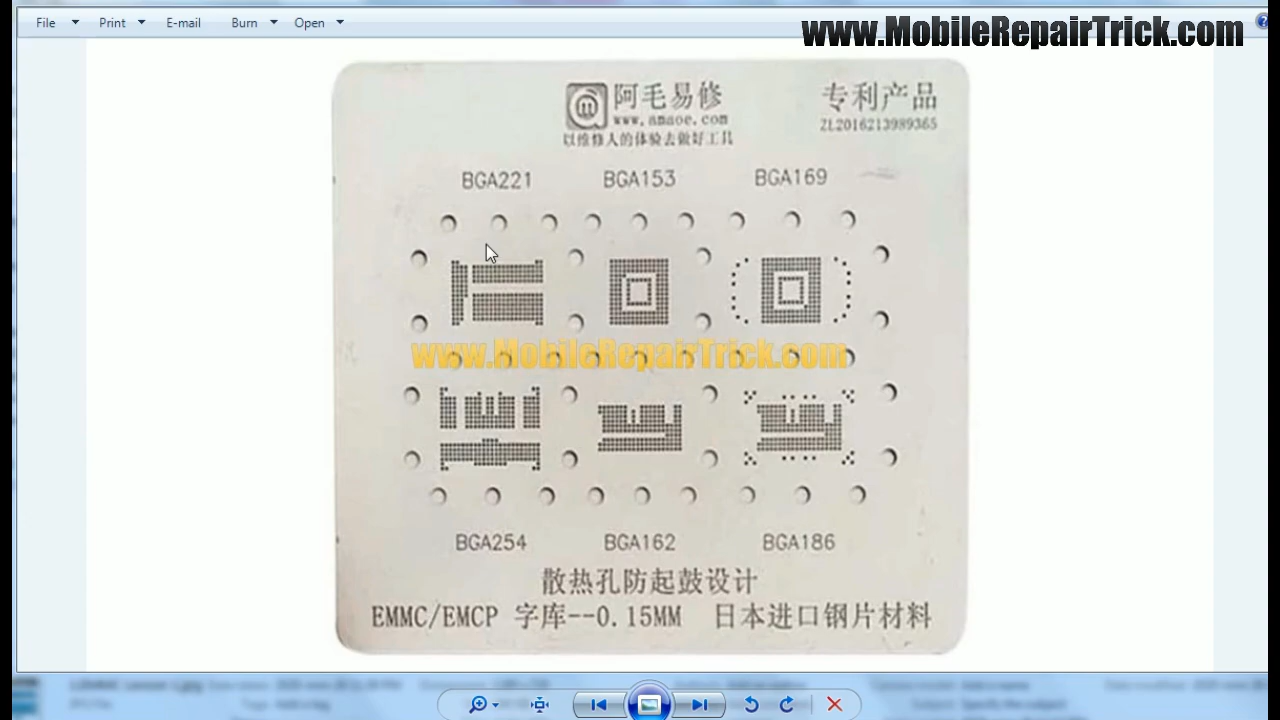 File Print E-mail Burn Open
www.MobileRepairTrick.com
阿毛易修
www.amaoe.com
以维修人的体验去做好工具
专利产品
ZL2016213989365
BGA221 BGA153 BGA169
www.MobileRepairTrick.com
BGA254 BGA162 BGA186
散热孔防起鼓设计
EMMC/EMCP 字库--0.15MM 日本进口钢片材料